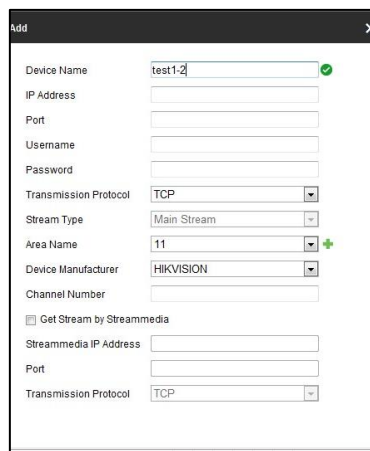 Add
Device Name test1-2
IP Address
Port
Username
Password
Transmission Protocol TCP
Stream Type Main Stream
Area Name 11
Device Manufacturer HIKVISION
Channel Number
Get Stream by Streammedia
Streammedia IP Address
Port
Transmission Protocol TCP